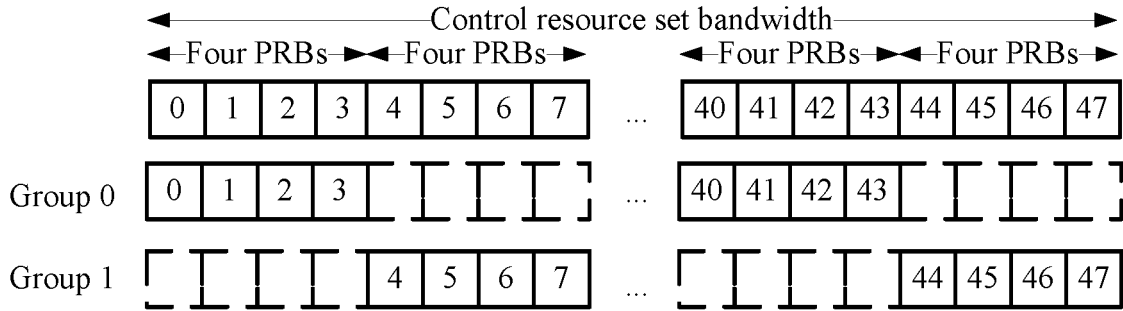 Control resource set bandwidth
Four PRBs Four PRBs Four PRBs Four PRBs
0 1 2 3 4 5 6 7 ... 40 41 42 43 44 45 46 47
Group 0 0 1 2 3 ... 40 41 42 43
Group 1 4 5 6 7 ... 44 45 46 47